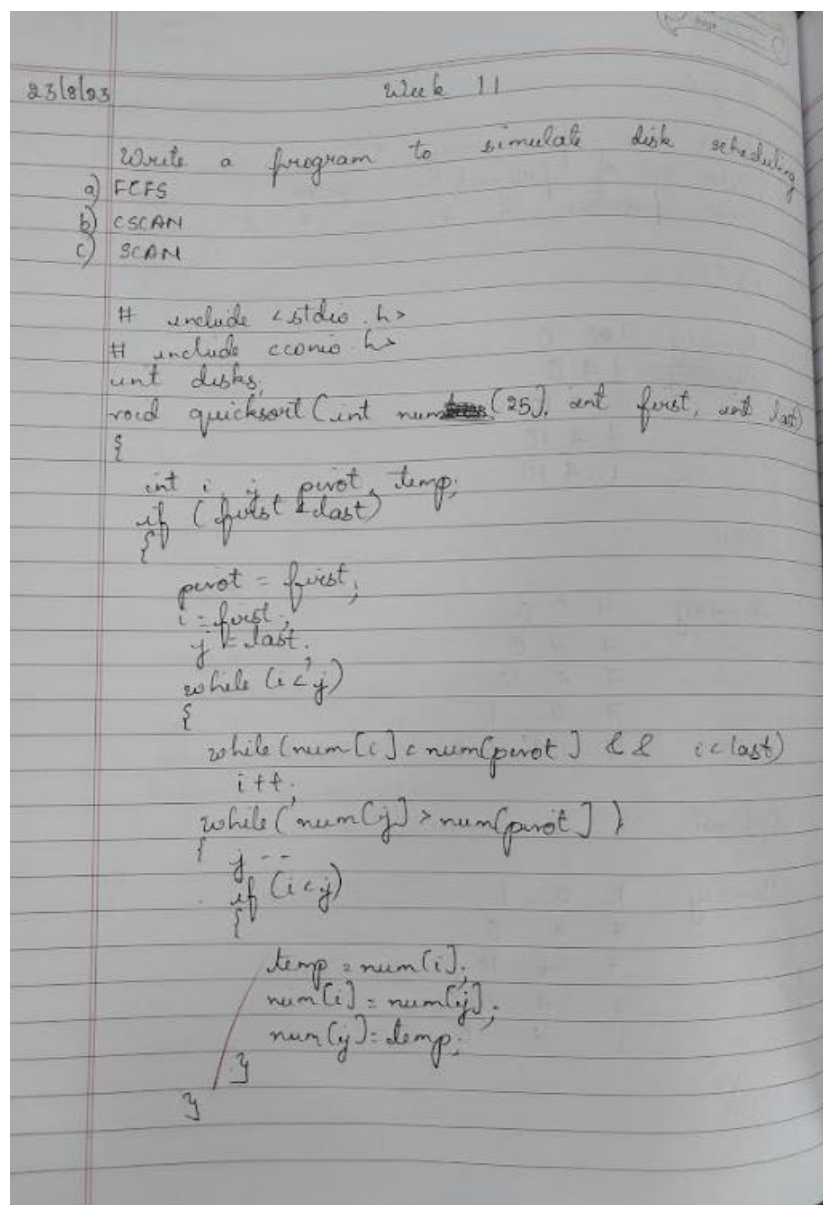 23/8/23 Week 11
Write a program to simulate disk scheduling
a) FCFS
b) CSCAN
c) SCAN
# include <stdio.h>
# include <conio.h>
int disks;
void quicksort (int num[25], int first, int last)
{
int i, j, pivot, temp;
if (first < last)
{
pivot = first;
i = first;
j = last;
while (i < j)
{
while (num[i] < num[pivot] && i < last)
i++;
while (num[j] > num[pivot])
{
j--
if (i < j)
{
temp = num[i];
num[i] = num[j];
num[j] = temp;
}
}